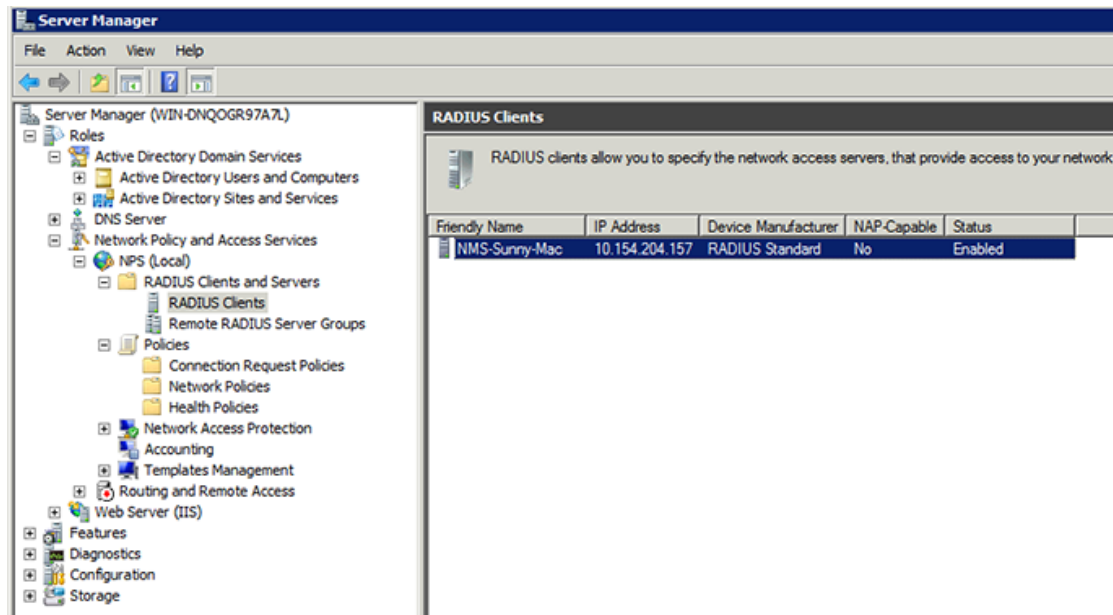 Server Manager
File Action View Help
Server Manager (WIN-DNQOGR97A7L)
Roles
Active Directory Domain Services
Active Directory Users and Computers
Active Directory Sites and Services
DNS Server
Network Policy and Access Services
NPS (Local)
RADIUS Clients and Servers
RADIUS Clients
Remote RADIUS Server Groups
Policies
Connection Request Policies
Network Policies
Health Policies
Network Access Protection
Accounting
Templates Management
Routing and Remote Access
Web Server (IIS)
Features
Diagnostics
Configuration
Storage
RADIUS Clients
RADIUS clients allow you to specify the network access servers, that provide access to your network
Friendly Name IP Address Device Manufacturer NAP-Capable Status
NMS-Sunny-Mac 10.154.204.157 RADIUS Standard No Enabled